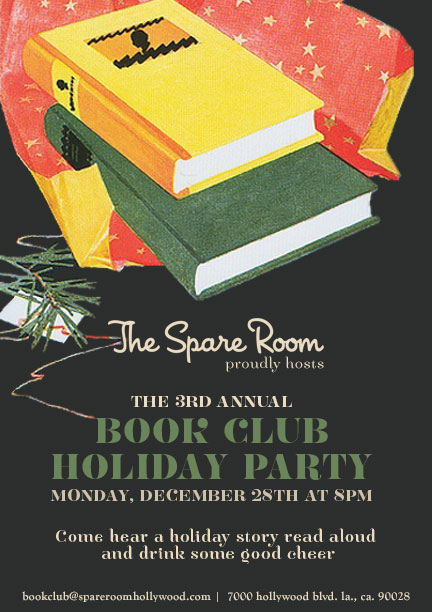 The Spare Room
proudly hosts
THE 3RD ANNUAL
BOOK CLUB
HOLIDAY PARTY
MONDAY, DECEMBER 28TH AT 8PM
Come hear a holiday story read aloud
and drink some good cheer
bookclub@spareroomhollywood.com | 7000 hollywood blvd. la., ca. 90028